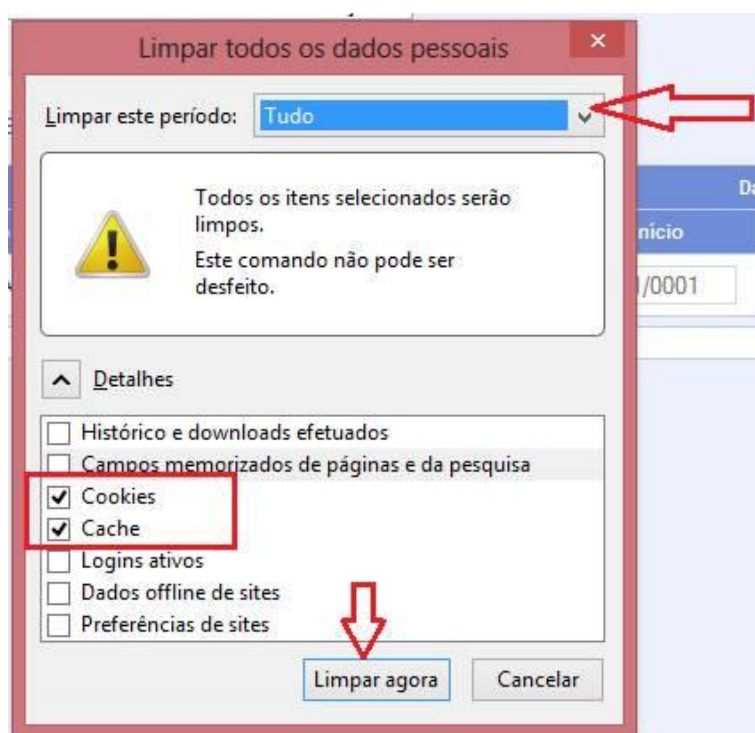 Limpar todos os dados pessoais
Limpar este período: Tudo
Todos os itens selecionados serão
limpos.
Este comando não pode ser
desfeito.
Detalhes
Histórico e downloads efetuados
Campos memorizados de páginas e da pesquisa
Cookies
Cache
Logins ativos
Dados offline de sites
Preferências de sites
Limpar agora Cancelar
Da
nício
/0001